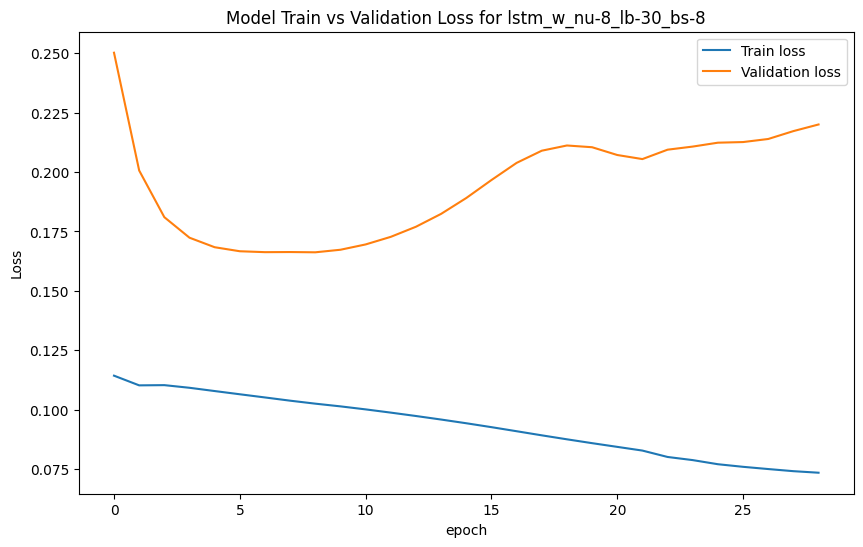 Model Train vs Validation Loss for lstm_w_nu-8_lb-30_bs-8
Train loss
Validation loss
0.250
0.225
0.200
0.175
0.150
0.125
0.100
0.075
Loss
0 5 10 15 20 25
epoch